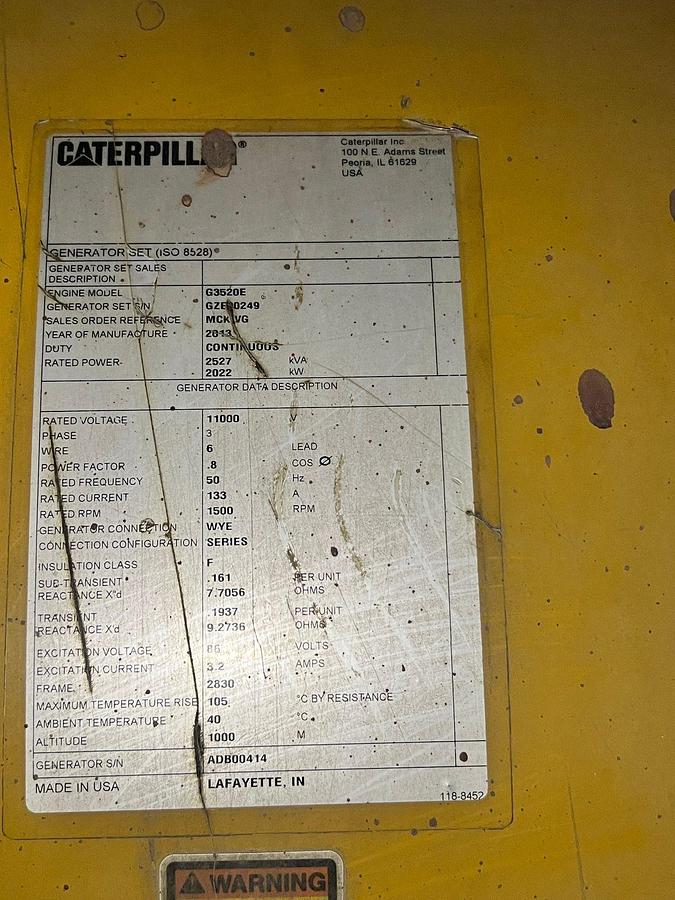 CATERPILLAR®
Caterpillar Inc.
100 N.E. Adams Street
Peoria, IL 61629
USA
GENERATOR SET (ISO 8528)
GENERATOR SET SALES
DESCRIPTION
ENGINE MODEL G3520E
GENERATOR SET S/N
SALES ORDER REFERENCE
YEAR OF MANUFACTURE 2013
DUTY CONTINUOUS
RATED POWER 2527 kVA
2022 kW
GENERATOR DATA DESCRIPTION
RATED VOLTAGE 11000 V
PHASE 3
WIRE 6 LEAD
POWER FACTOR .8 COS Ø
RATED FREQUENCY 50 Hz
RATED CURRENT 133 A
RATED RPM 1500 RPM
GENERATOR CONNECTION WYE
CONNECTION CONFIGURATION SERIES
INSULATION CLASS F
SUB-TRANSIENT .161 PER UNIT
REACTANCE X"d 7.7056 OHMS
TRANSIENT .1937 PER UNIT
REACTANCE X'd 9.2736 OHMS
EXCITATION VOLTAGE VOLTS
EXCITATION CURRENT 3.2 AMPS
FRAME 2830
MAXIMUM TEMPERATURE RISE 105 °C BY RESISTANCE
AMBIENT TEMPERATURE 40 °C
ALTITUDE 1000 M
GENERATOR S/N ADB00414
MADE IN USA LAFAYETTE, IN
118-8452
WARNING